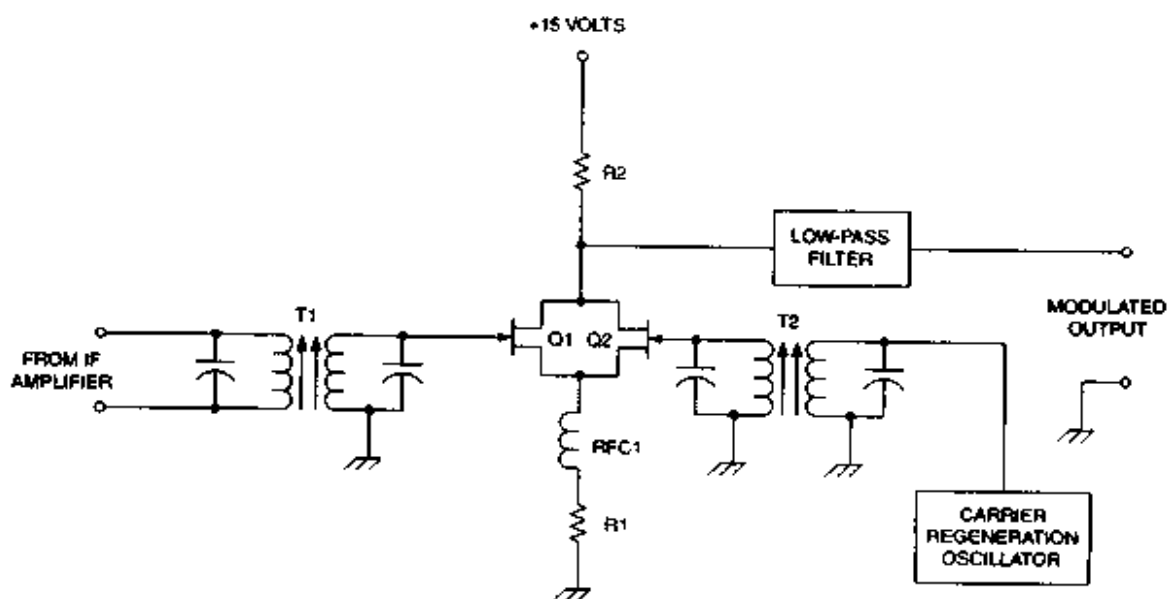 +15 VOLTS
R2
LOW-PASS
FILTER
T1
Q1
Q2
T2
MODULATED
OUTPUT
FROM IF
AMPLIFIER
RFC1
R1
CARRIER
REGENERATION
OSCILLATOR